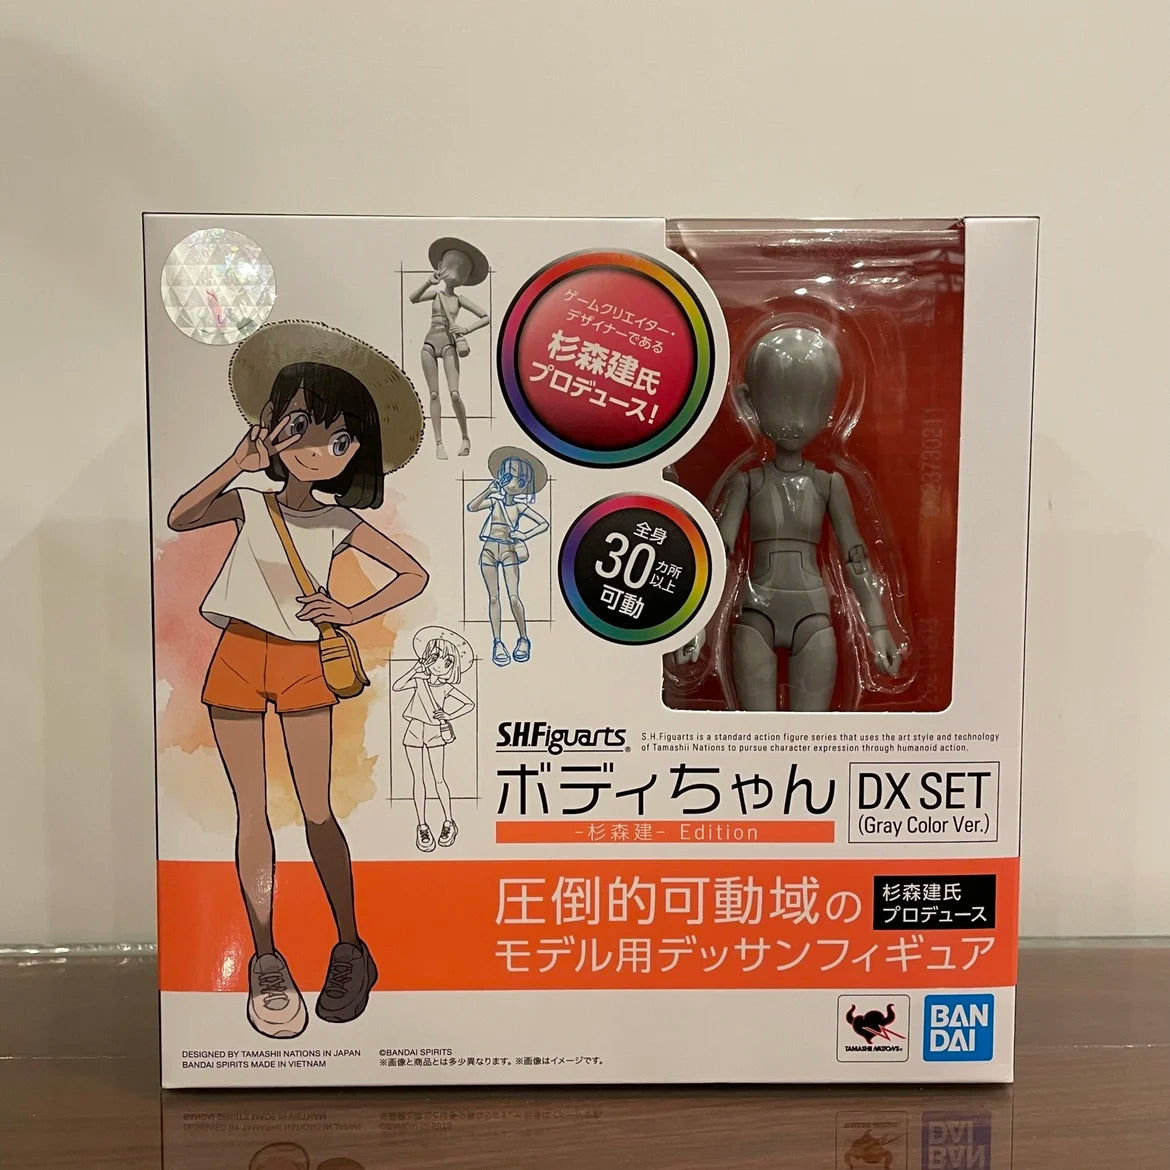 ゲームクリエイター・
デザイナーである
杉森建氏
プロデュース!
全身
30カ所以上
可動
S.H.Figuarts®
S.H.Figuarts is a standard action figure series that uses the art style and technology
of Tamashii Nations to pursue character expression through humanoid action.
ボディちゃん
-杉森建- Edition
DX SET
(Gray Color Ver.)
圧倒的可動域の
モデル用デッサンフィギュア
杉森建氏
プロデュース
TAMASHII NATIONS
BAN
DAI
DESIGNED BY TAMASHII NATIONS IN JAPAN
BANDAI SPIRITS MADE IN VIETNAM
©BANDAI SPIRITS
※画像と商品とは多少異なります。※画像はイメージです。